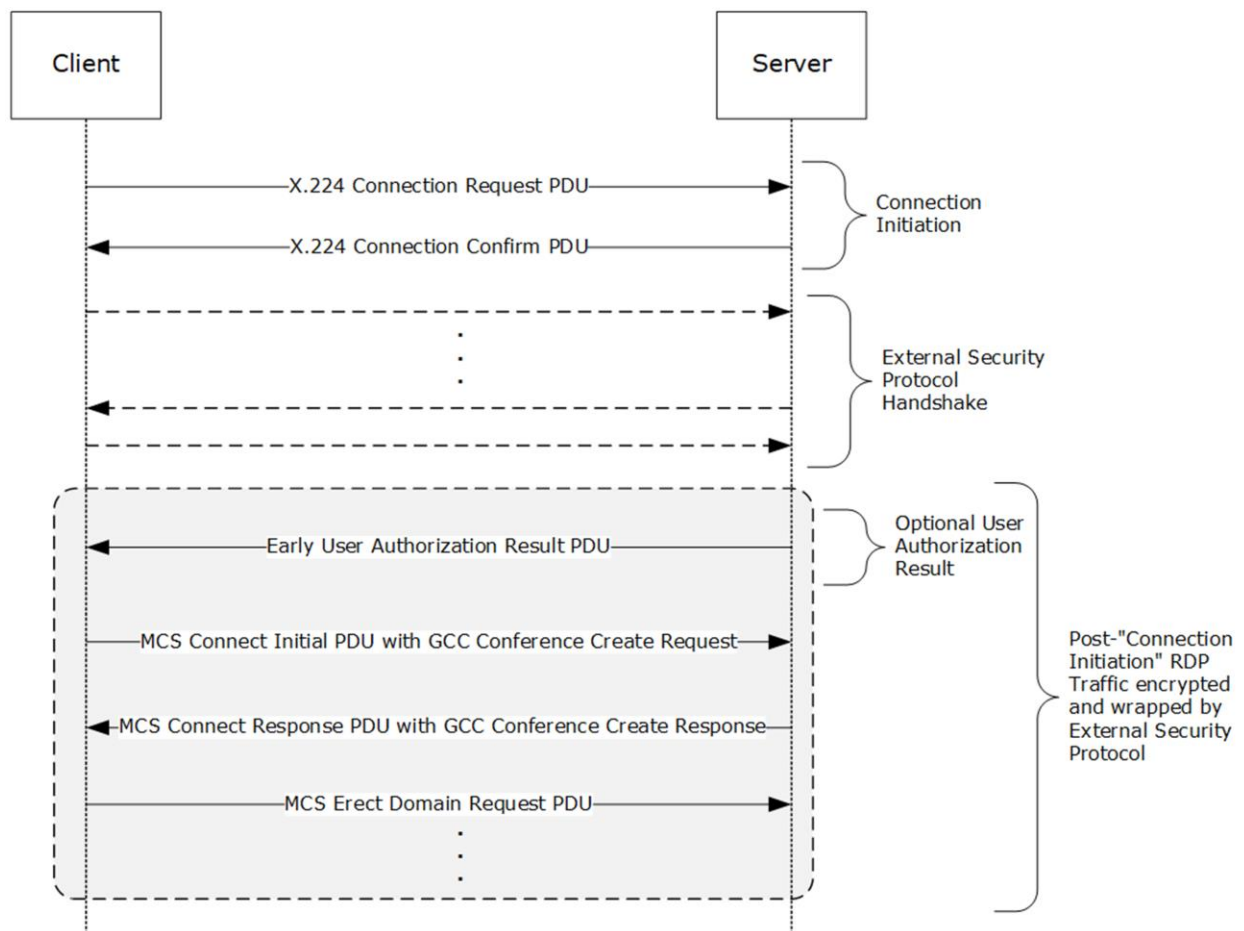 Client
Server
X.224 Connection Request PDU
Connection
Initiation
X.224 Connection Confirm PDU
External Security
Protocol
Handshake
Optional User
Authorization
Result
Early User Authorization Result PDU
MCS Connect Initial PDU with GCC Conference Create Request
Post-"Connection
Initiation" RDP
Traffic encrypted
and wrapped by
External Security
Protocol
MCS Connect Response PDU with GCC Conference Create Response
MCS Erect Domain Request PDU